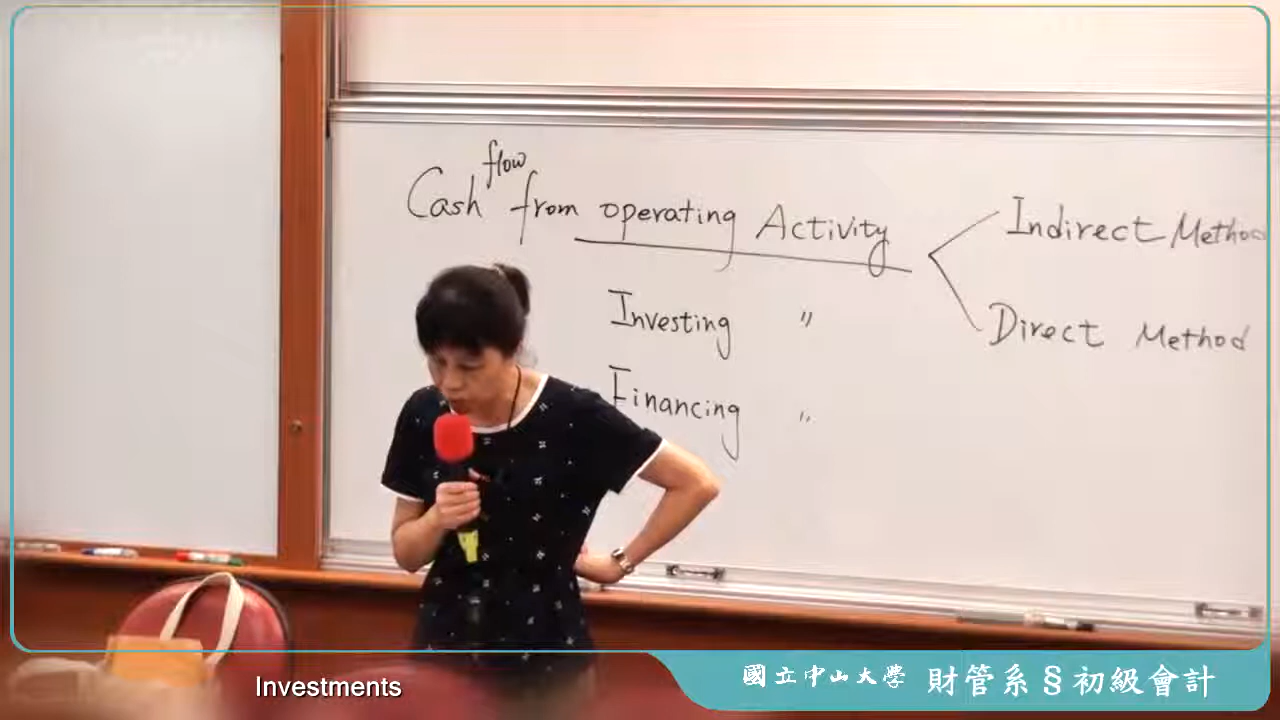 flow
Cash from operating Activity
Indirect Method
Investing "
Direct Method
Financing "
Investments
國立中山大學 財管系 § 初級會計